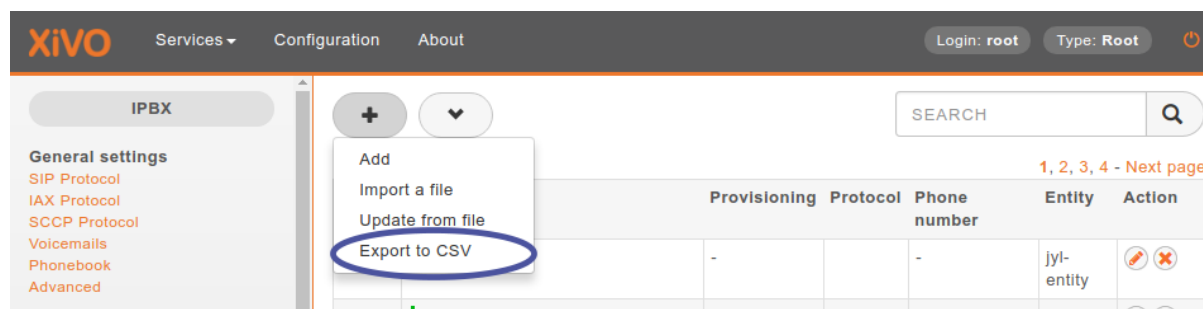 XiVO Services Configuration About Login: root Type: Root
IPBX
General settings
SIP Protocol
IAX Protocol
SCCP Protocol
Voicemails
Phonebook
Advanced
SEARCH
Add
Import a file
Update from file
Export to CSV
1, 2, 3, 4 - Next page
Provisioning Protocol Phone number Entity Action
- - jyl-entity